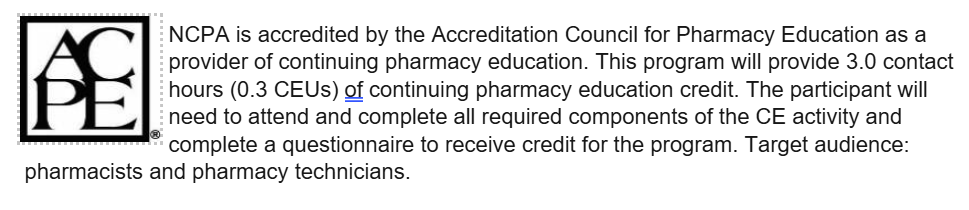 AC
PE
®
NCPA is accredited by the Accreditation Council for Pharmacy Education as a
provider of continuing pharmacy education. This program will provide 3.0 contact
hours (0.3 CEUs) of continuing pharmacy education credit. The participant will
need to attend and complete all required components of the CE activity and
complete a questionnaire to receive credit for the program. Target audience:
pharmacists and pharmacy technicians.